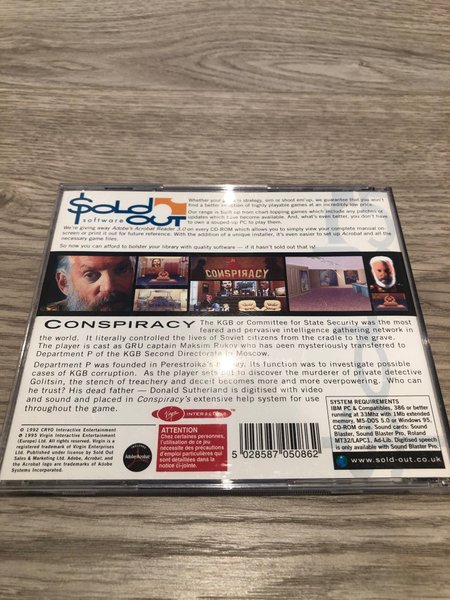 Sold
software OUT
Whether your game is strategy, sim or shoot em'up, we guarantee that you won't
find a better selection of highly playable games at an incredibly low price.
Our range is built up from chart topping games which include any patches or
updates which have become available. And, what's even better, you don't have
to own a souped-up PC to play them.
We're giving away Adobe's Acrobat Reader 3.0 on every CD-ROM which allows you to simply view your complete manual on-
screen or print it out for future reference. With the addition of a unique installer, it's even easier to set up Acrobat and all the
necessary game files.
So now you can afford to bolster your library with quality software – if it hasn't sold out that is!
CONSPIRACY
CONSPIRACY The KGB or Committee for State Security was the most
feared and pervasive intelligence gathering network in
the world. It literally controlled the lives of Soviet citizens from the cradle to the grave.
The player is cast as GRU captain Maksim Rukov who has been mysteriously transferred to
Department P of the KGB Second Directorate in Moscow.
Department P was founded in Perestroika's infancy. Its function was to investigate possible
cases of KGB corruption. As the player sets out to discover the murderer of private detective
Golitsin, the stench of treachery and deceit becomes more and more overpowering. Who can
he trust? His dead father – Donald Sutherland is digitised with video
and sound and placed in Conspiracy's extensive help system for use
throughout the game.
© 1992 CRYO Interactive Entertainment
© 1993 Virgin Interactive Entertainment
(Europe) Ltd. All rights reserved. Virgin is a
registered trademark of Virgin Enterprises
Ltd. Published under license by Sold Out
Sales & Marketing Ltd. Adobe, Acrobat, and
the Acrobat logo are trademarks of Adobe
Systems Incorporated.
Virgin INTERACTIVE
Adobe Acrobat
ATTENTION
Chez certaines personnes,
l'utilisation de ce jeu
nécessite des précautions
d'emploi particulières qui
sont détaillées dans la
notice ci-jointe.
5 028587 050862
SYSTEM REQUIREMENTS
IBM PC & Compatibles, 386 or better
running at 33Mhz with 1Mb extended
memory, MS-DOS 5.0 or Windows 95,
CD-ROM drive. Sound cards: Sound
Blaster, Sound Blaster Pro, Roland
MT32/LAPC1, Ad-Lib. Digitised speech
is only available with Sound Blaster Pro.
www.sold-out.co.uk